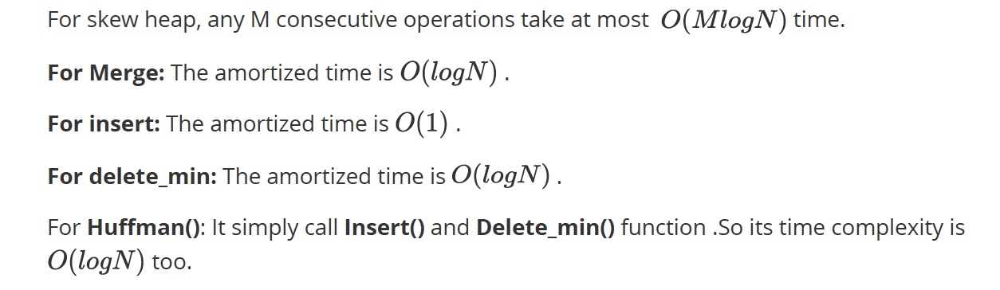 For skew heap, any M consecutive operations take at most O(MlogN) time.
For Merge: The amortized time is O(logN) .
For insert: The amortized time is O(1) .
For delete_min: The amortized time is O(logN) .
For Huffman(): It simply call Insert() and Delete_min() function .So its time complexity is
O(logN) too.